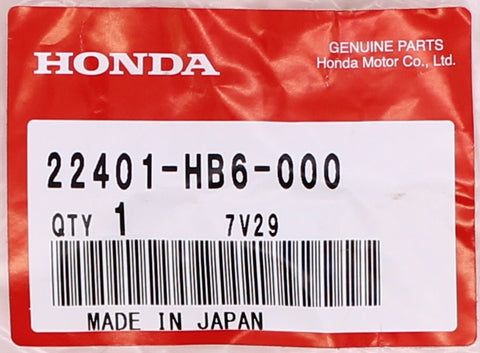 HONDA
GENUINE PARTS
Honda Motor Co., Ltd.
22401-HB6-000
QTY 1 7V29
MADE IN JAPAN